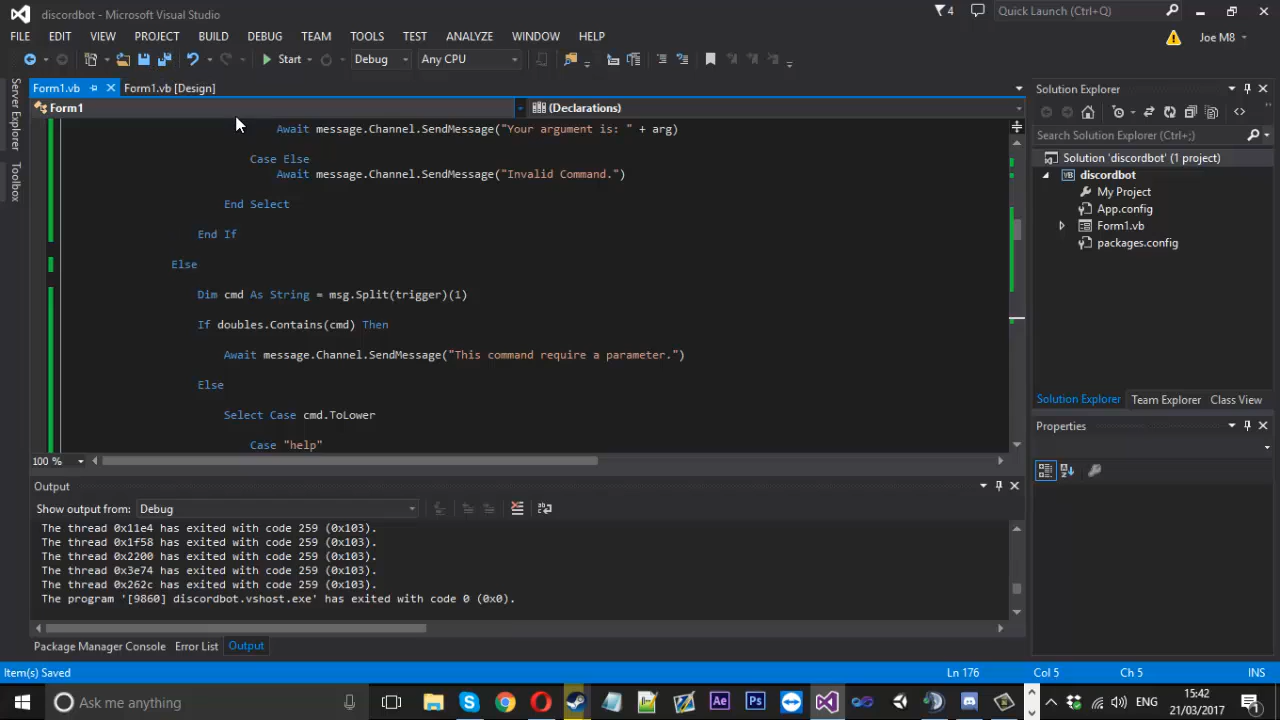 discordbot - Microsoft Visual Studio
4
Quick Launch (Ctrl+Q)
FILE EDIT VIEW PROJECT BUILD DEBUG TEAM TOOLS TEST ANALYZE WINDOW HELP
Joe M8
Start Debug Any CPU
Server Explorer
Toolbox
Form1.vb Form1.vb [Design]
Form1 (Declarations)
Await message.Channel.SendMessage("Your argument is: " + arg)
Case Else
Await message.Channel.SendMessage("Invalid Command.")
End Select
End If
Else
Dim cmd As String = msg.Split(trigger)(1)
If doubles.Contains(cmd) Then
Await message.Channel.SendMessage("This command require a parameter.")
Else
Select Case cmd.ToLower
Case "help"
100 %
Solution Explorer
Search Solution Explorer (Ctrl+;)
Solution 'discordbot' (1 project)
VB discordbot
My Project
App.config
Form1.vb
packages.config
Solution Explorer Team Explorer Class View
Properties
Output
Show output from: Debug
The thread 0x11e4 has exited with code 259 (0x103).
The thread 0x1f58 has exited with code 259 (0x103).
The thread 0x2200 has exited with code 259 (0x103).
The thread 0x3e74 has exited with code 259 (0x103).
The thread 0x262c has exited with code 259 (0x103).
The program '[9860] discordbot.vshost.exe' has exited with code 0 (0x0).
Package Manager Console Error List Output
Item(s) Saved Ln 176 Col 5 Ch 5 INS
Ask me anything
Ae Ps
ENG
15:42
21/03/2017
1